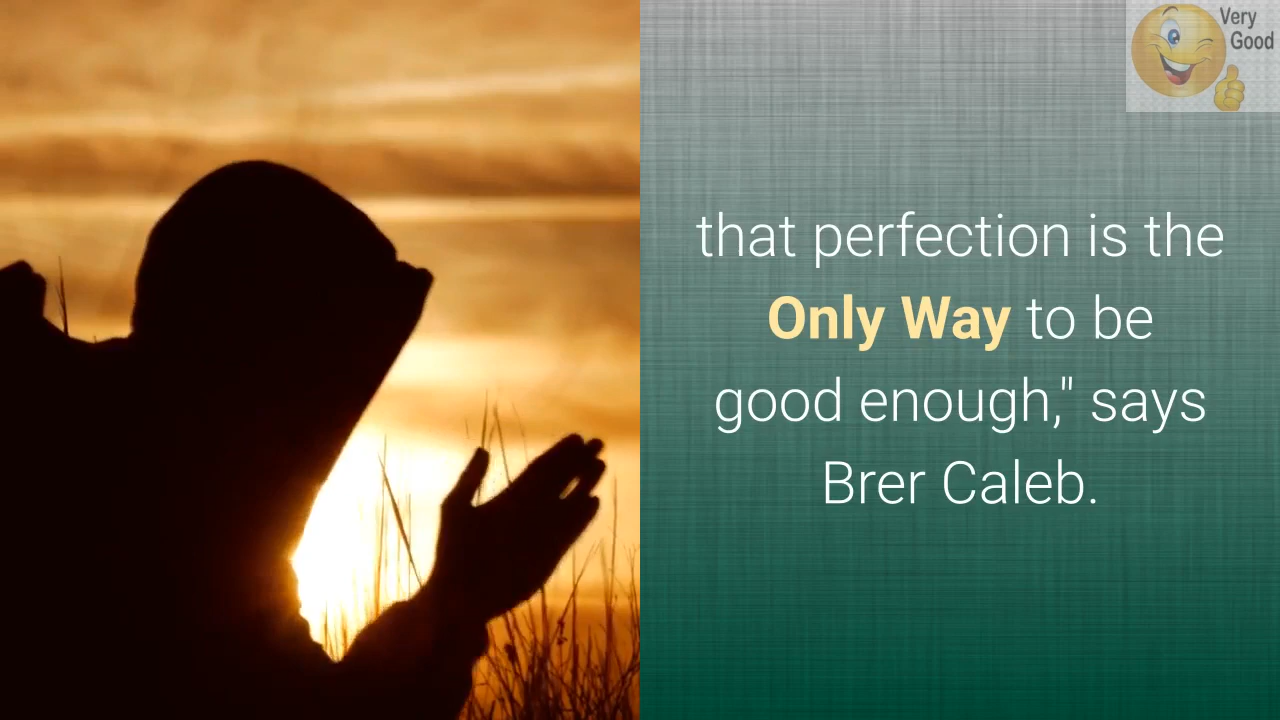 Very
Good
that perfection is the
Only Way to be
good enough," says
Brer Caleb.